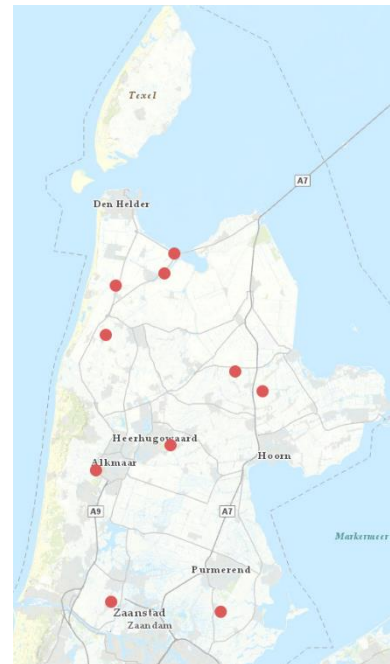 Texel
A7
Den Helder
Heerhugowaard
Alkmaar
Hoorn
A9
A7
Markermeer
Purmerend
Zaanstad
Zaandam